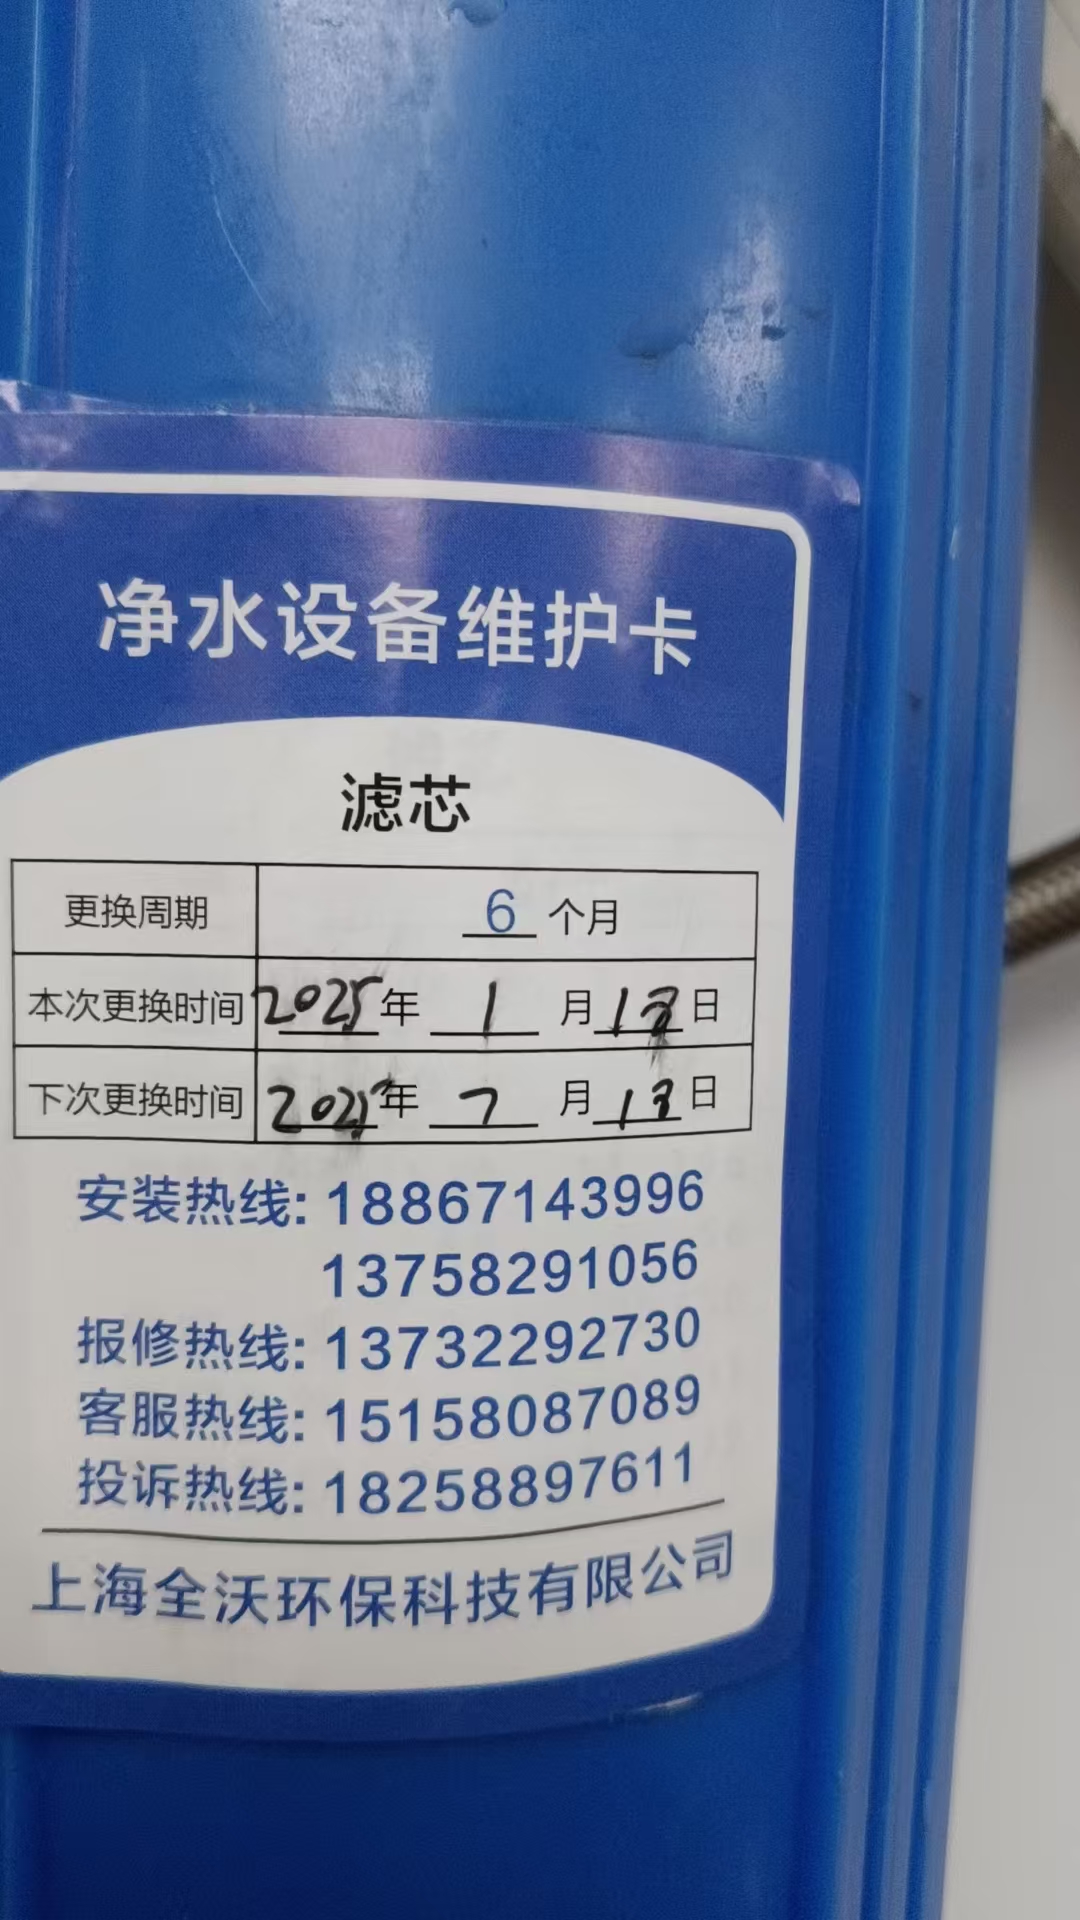 净水设备维护卡
滤芯
更换周期 6 个月
本次更换时间 2025年 1 月 13日
下次更换时间 2025年 7 月 13日
安装热线: 18867143996
13758291056
报修热线: 13732292730
客服热线: 15158087089
投诉热线: 18258897611
上海全沃环保科技有限公司